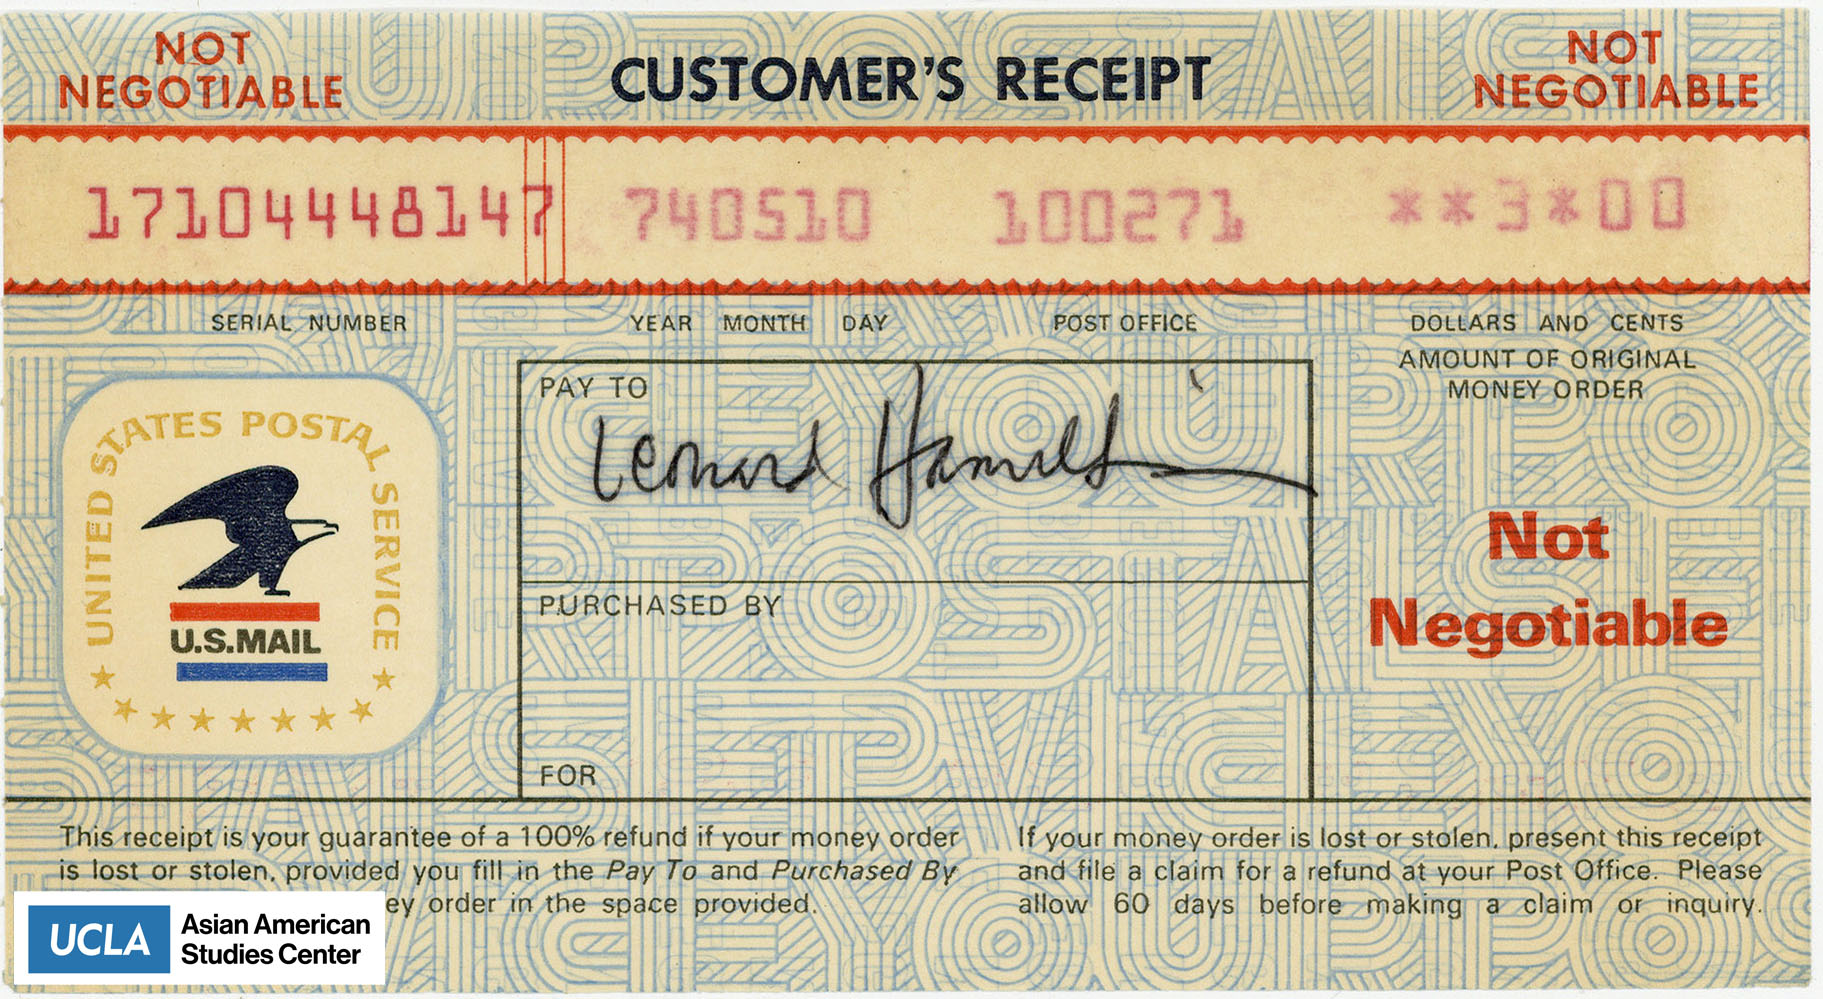 NOT
NEGOTIABLE
CUSTOMER'S RECEIPT
NOT
NEGOTIABLE
17104448147 740510 100271 **3*00
SERIAL NUMBER YEAR MONTH DAY POST OFFICE DOLLARS AND CENTS
AMOUNT OF ORIGINAL
MONEY ORDER
UNITED STATES POSTAL SERVICE
U.S.MAIL
PAY TO
Leonard Hamilt
PURCHASED BY
FOR
Not
Negotiable
This receipt is your guarantee of a 100% refund if your money order
is lost or stolen, provided you fill in the Pay To and Purchased By
ey order in the space provided.
If your money order is lost or stolen, present this receipt
and file a claim for a refund at your Post Office. Please
allow 60 days before making a claim or inquiry.
UCLA Asian American
Studies Center